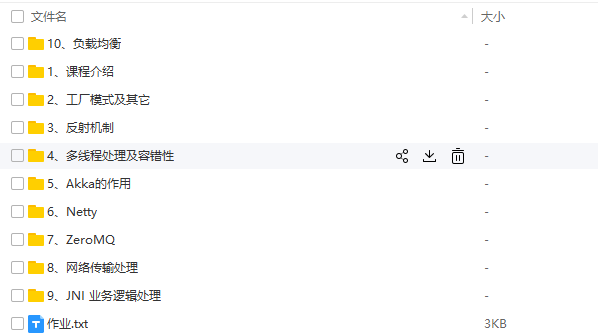 文件名 大小
10、负载均衡 -
1、课程介绍 -
2、工厂模式及其它 -
3、反射机制 -
4、多线程处理及容错性 -
5、Akka的作用 -
6、Netty -
7、ZeroMQ -
8、网络传输处理 -
9、JNI 业务逻辑处理 -
作业.txt 3KB